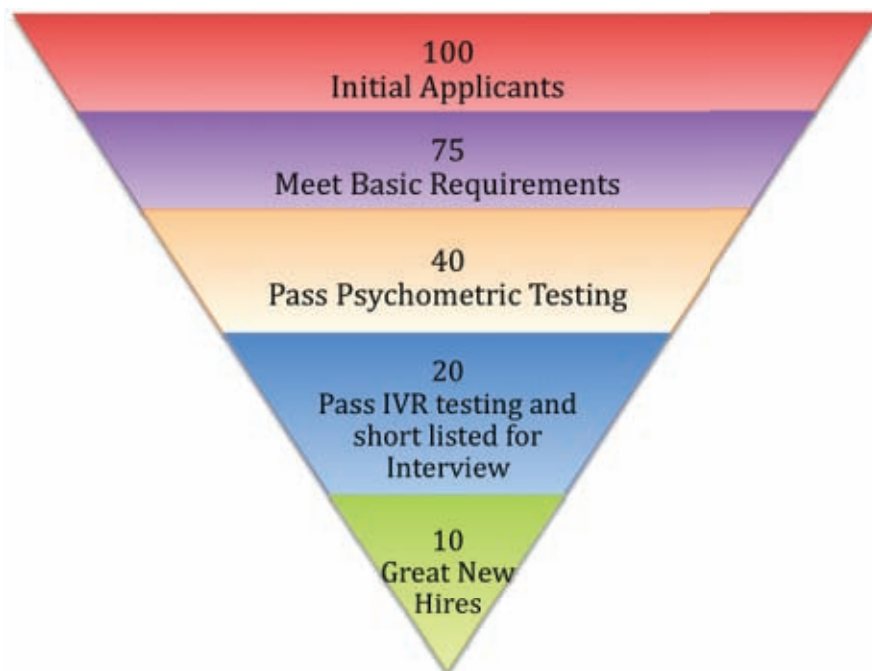 100
Initial Applicants
75
Meet Basic Requirements
40
Pass Psychometric Testing
20
Pass IVR testing and
short listed for
Interview
10
Great New
Hires